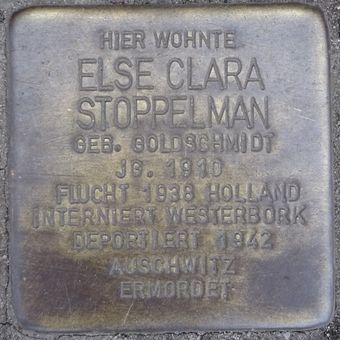 HIER WOHNTE
ELSE CLARA
STOPPELMAN
GEB. GOLDSCHMIDT
JG. 1910
FLUCHT 1938 HOLLAND
INTERNIERT WESTERBORK
DEPORTIERT 1942
AUSCHWITZ
ERMORDET